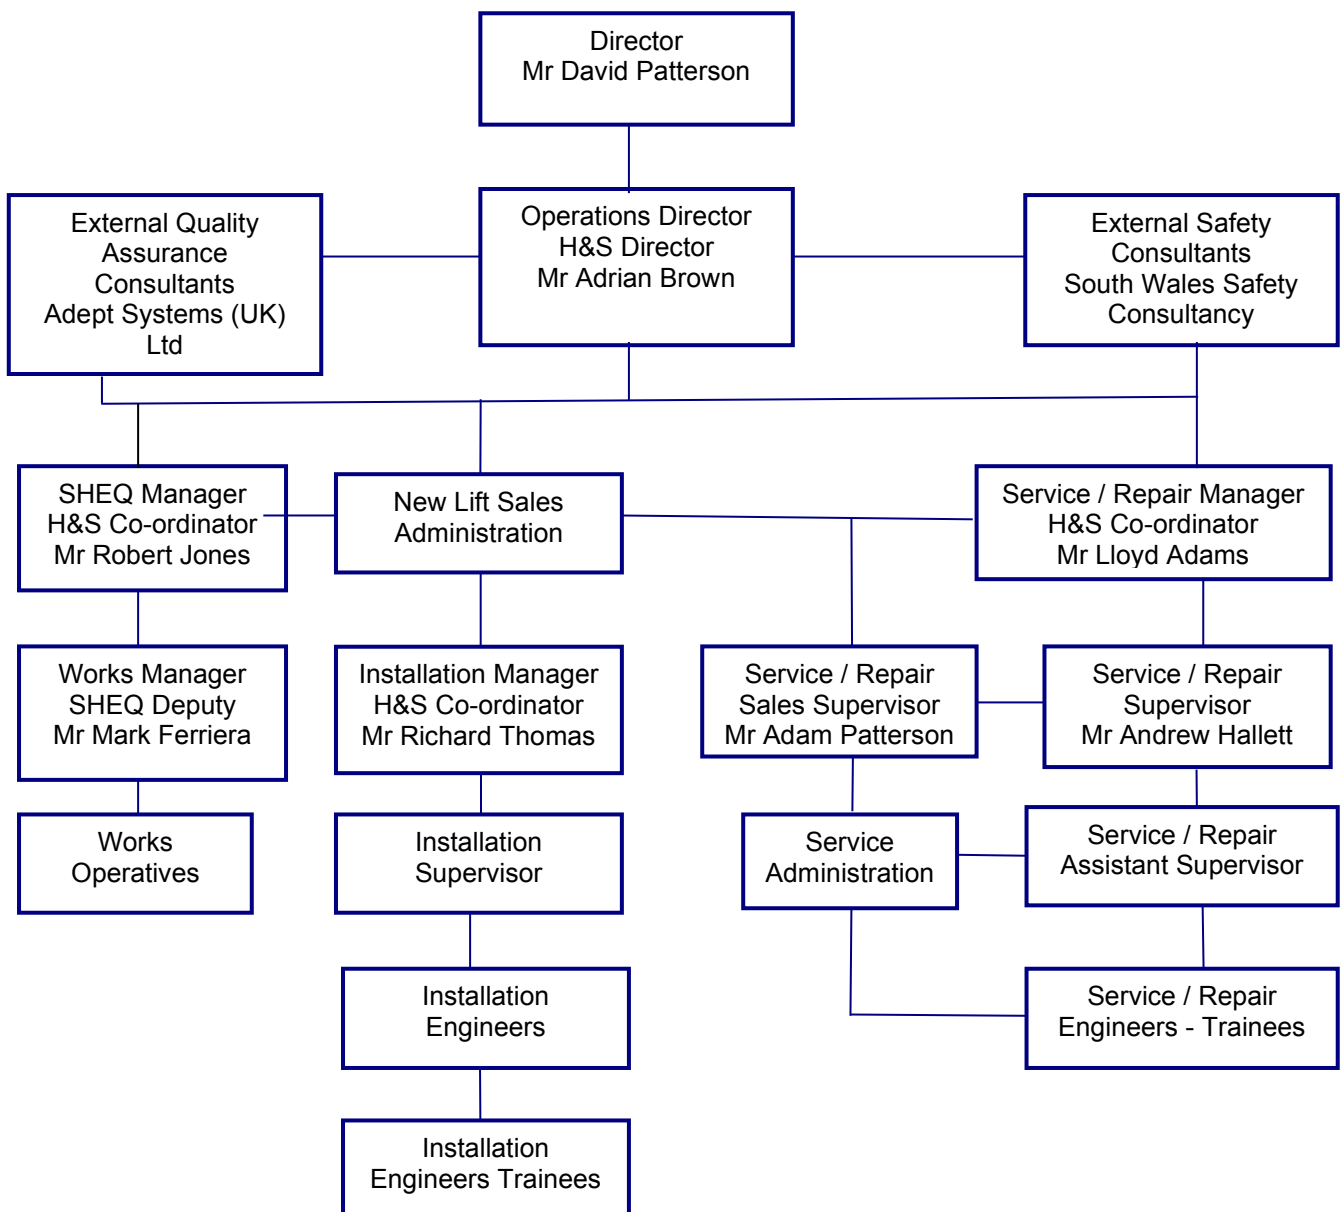 Director
Mr David Patterson
External Quality
Assurance
Consultants
Adept Systems (UK)
Ltd
Operations Director
H&S Director
Mr Adrian Brown
External Safety
Consultants
South Wales Safety
Consultancy
SHEQ Manager
H&S Co-ordinator
Mr Robert Jones
New Lift Sales
Administration
Service / Repair Manager
H&S Co-ordinator
Mr Lloyd Adams
Works Manager
SHEQ Deputy
Mr Mark Ferriera
Installation Manager
H&S Co-ordinator
Mr Richard Thomas
Service / Repair
Sales Supervisor
Mr Adam Patterson
Service / Repair
Supervisor
Mr Andrew Hallett
Works
Operatives
Installation
Supervisor
Service
Administration
Service / Repair
Assistant Supervisor
Installation
Engineers
Service / Repair
Engineers - Trainees
Installation
Engineers Trainees